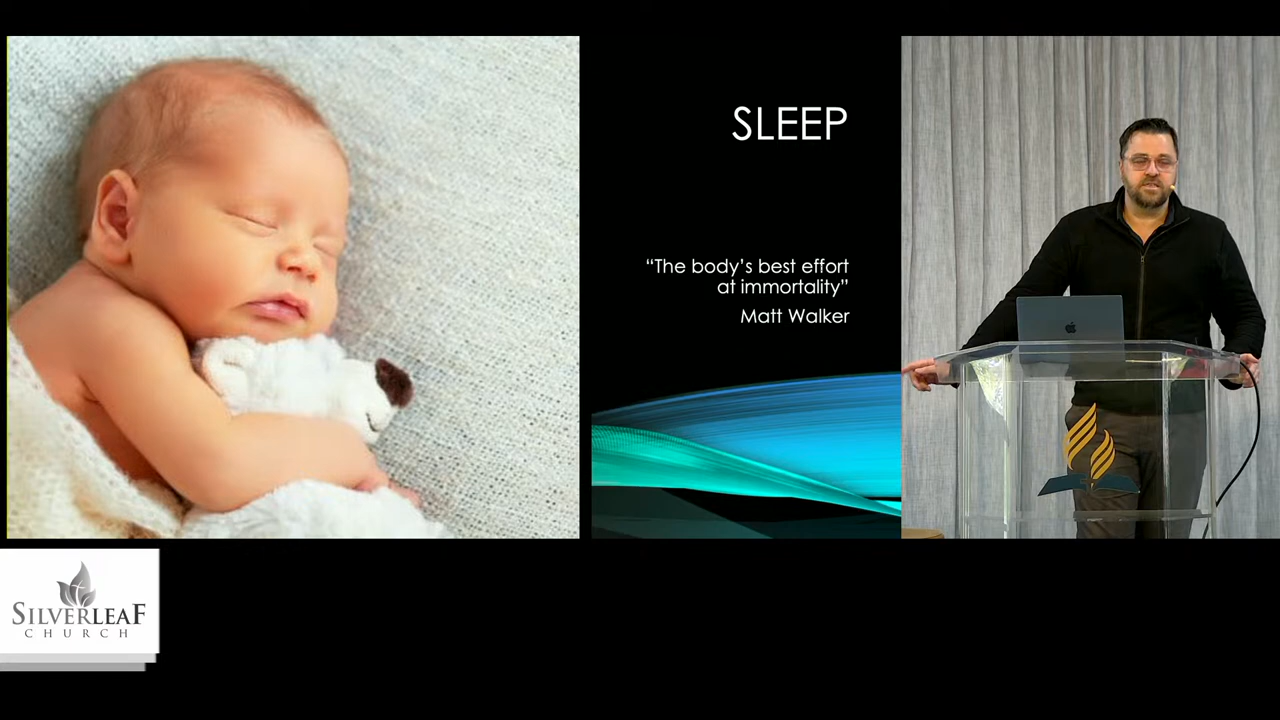 SLEEP
“The body’s best effort
at immortality”
Matt Walker
SILVERLEAF
CHURCH